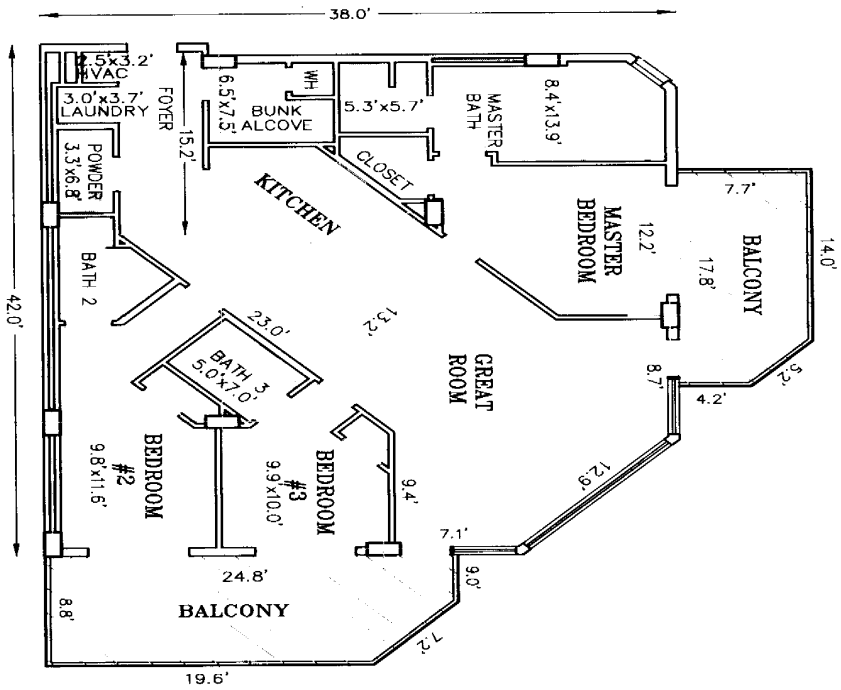 38.0'
2.5'x3.2'
HVAC
3.0'x3.7'
LAUNDRY
FOYER
15.2'
6.5'x7.5'
BUNK
ALCOVE
WH
5.3'x5.7'
MASTER
BATH
8.4'x13.9'
POWDER
3.3'x6.8'
CLOSET
KITCHEN
MASTER
BEDROOM
12.2'
7.7'
BALCONY
17.8'
14.0'
BATH 2
42.0'
23.0'
13.2'
BATH 3
5.0'x7.0'
GREAT
ROOM
8.7'
4.2'
5.2'
BEDROOM
#2
9.8'x11.6'
BEDROOM
#3
9.9'x10.0'
9.4'
12.9'
7.1'
9.0'
24.8'
BALCONY
8.8'
7.2'
19.6'